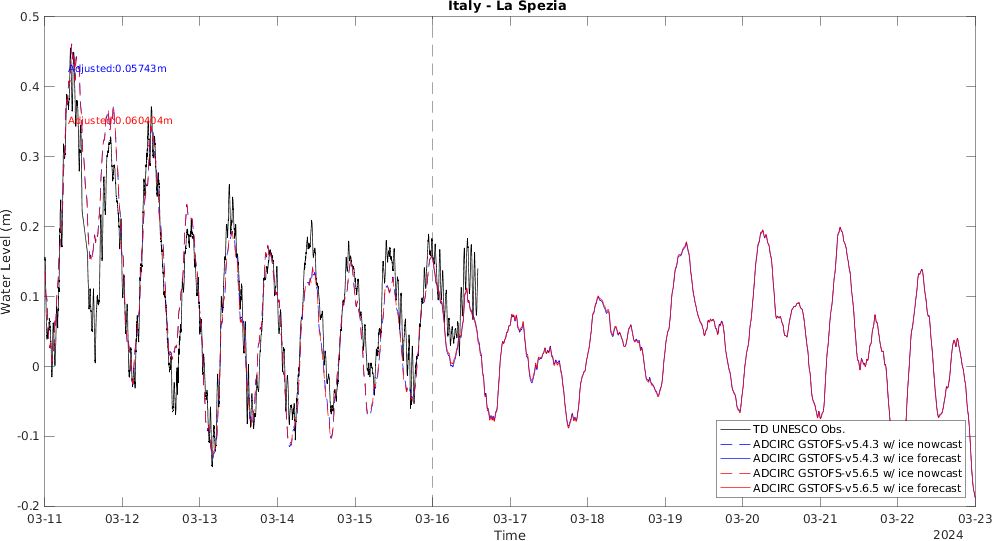 Italy - La Spezia
Water Level (m)
0.5
0.4
0.3
0.2
0.1
0
-0.1
-0.2
Adjusted:0.05743m
Adjusted:0.060404m
TD UNESCO Obs.
ADCIRC GSTOFS-v5.4.3 w/ ice nowcast
ADCIRC GSTOFS-v5.4.3 w/ ice forecast
ADCIRC GSTOFS-v5.6.5 w/ ice nowcast
ADCIRC GSTOFS-v5.6.5 w/ ice forecast
03-11 03-12 03-13 03-14 03-15 03-16 03-17 03-18 03-19 03-20 03-21 03-22 03-23
Time
2024